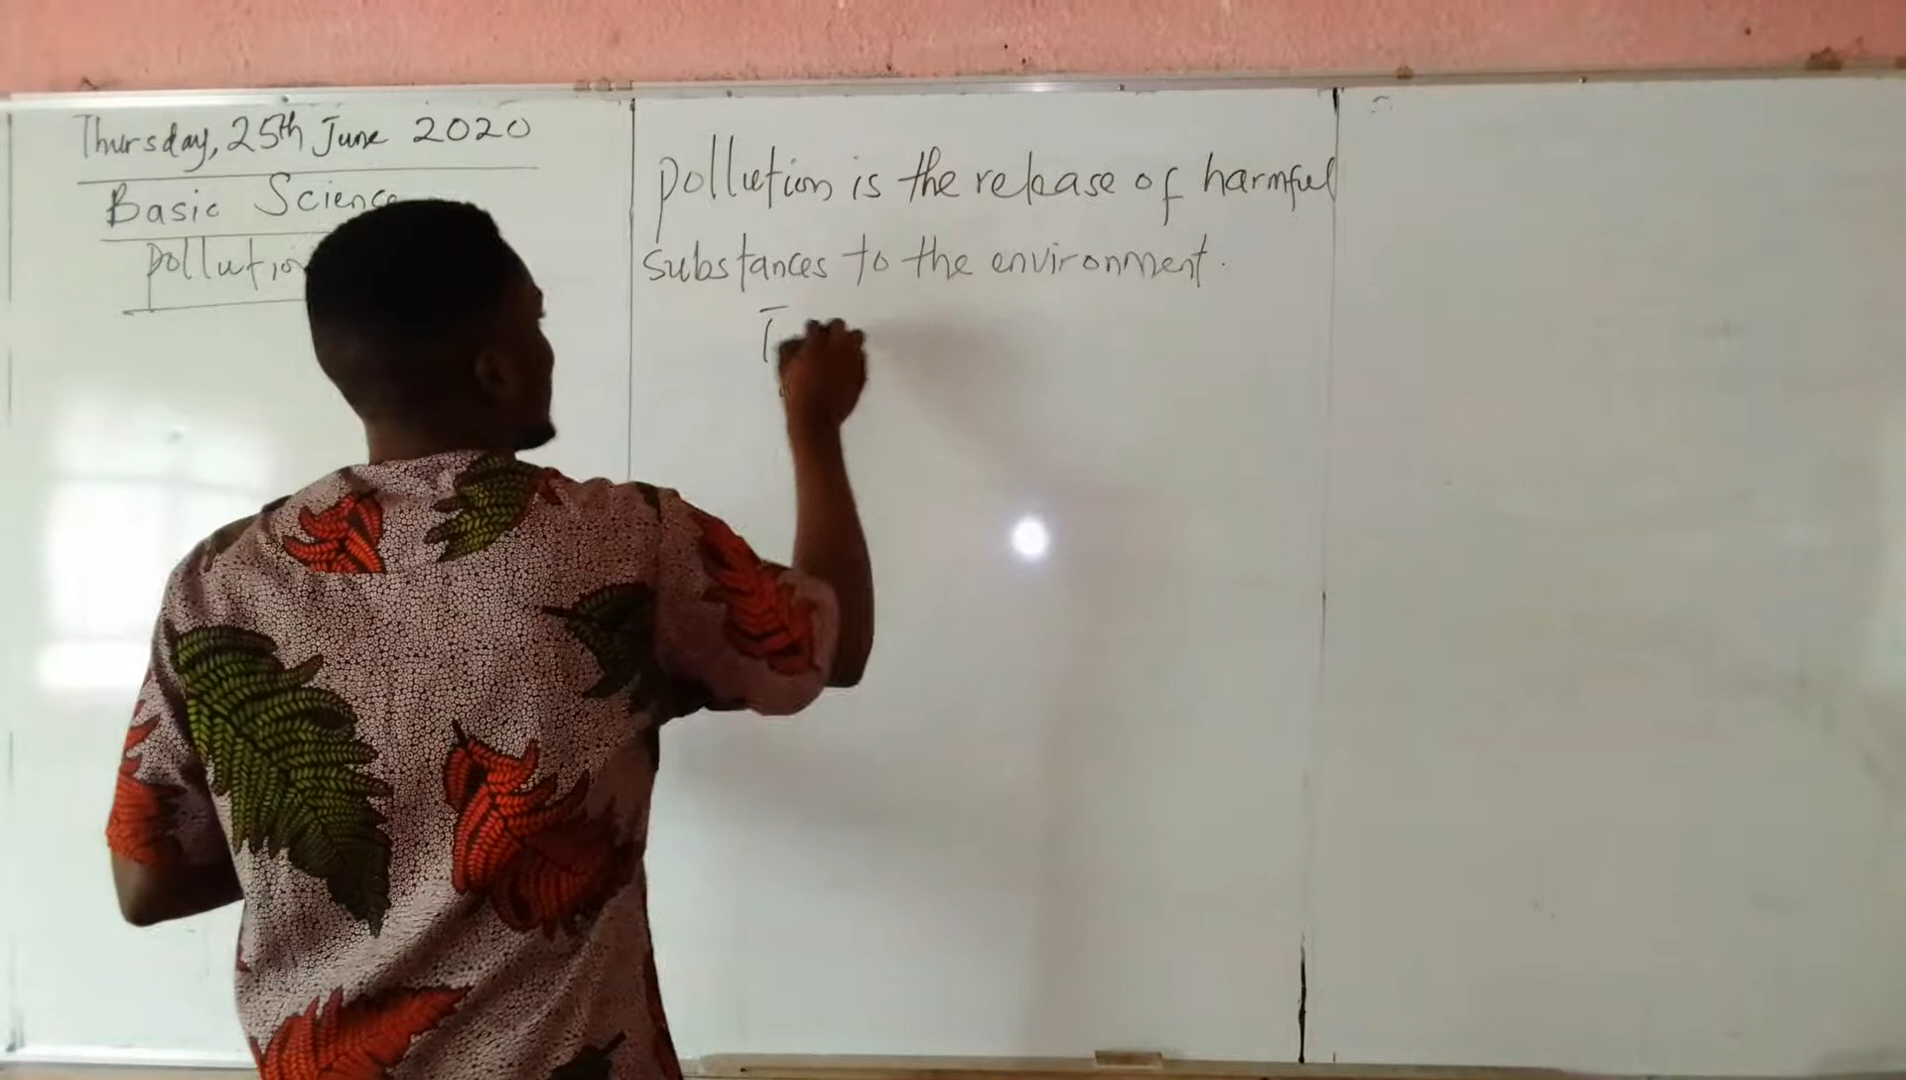 Thursday, 25th June 2020
Basic Science
Pollution
Pollution is the release of harmful
substances to the environment.
T